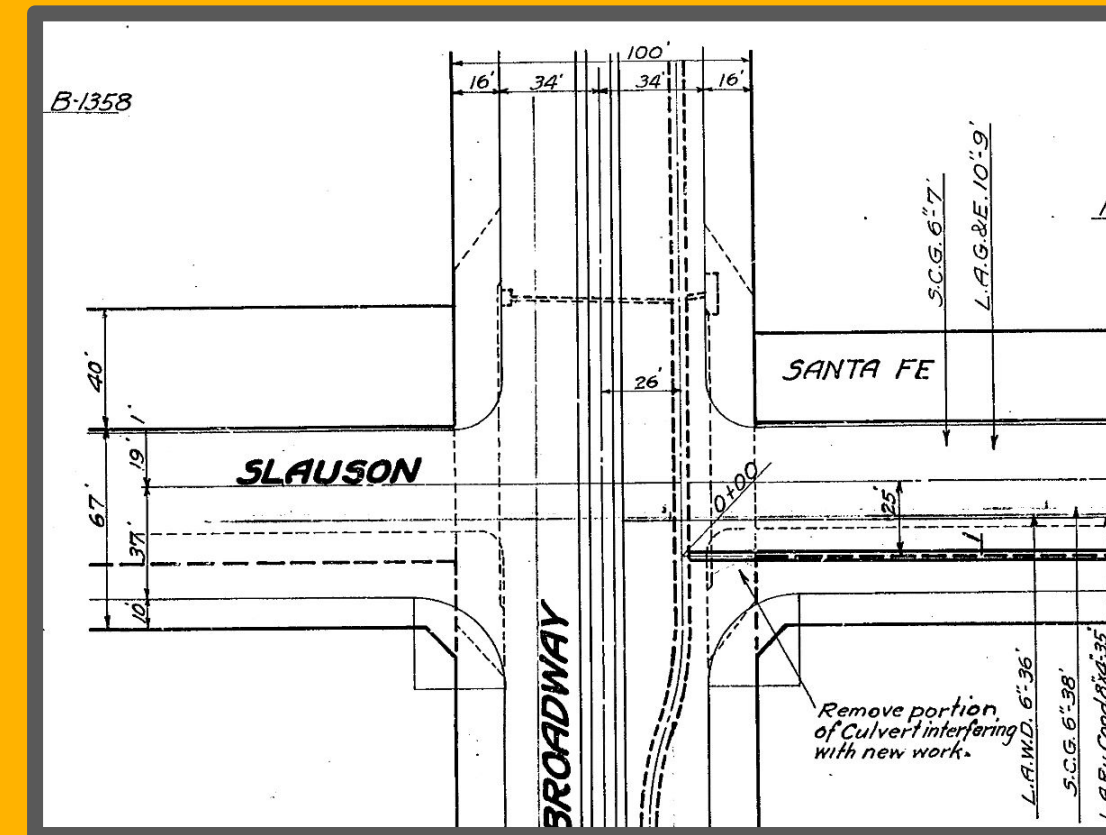 100'
16' 34' 34' 16'
B-1358
S.C.G. 6"-7'
L.A.G.&E. 10"-9'
40'
SANTA FE
26'
1'
19'
SLAUSON
0+00
67'
25'
37'
10'
BROADWAY
Remove portion
of Culvert interfering
with new work.
L.A.W.D. 6"-36'
S.C.G. 6"-38'